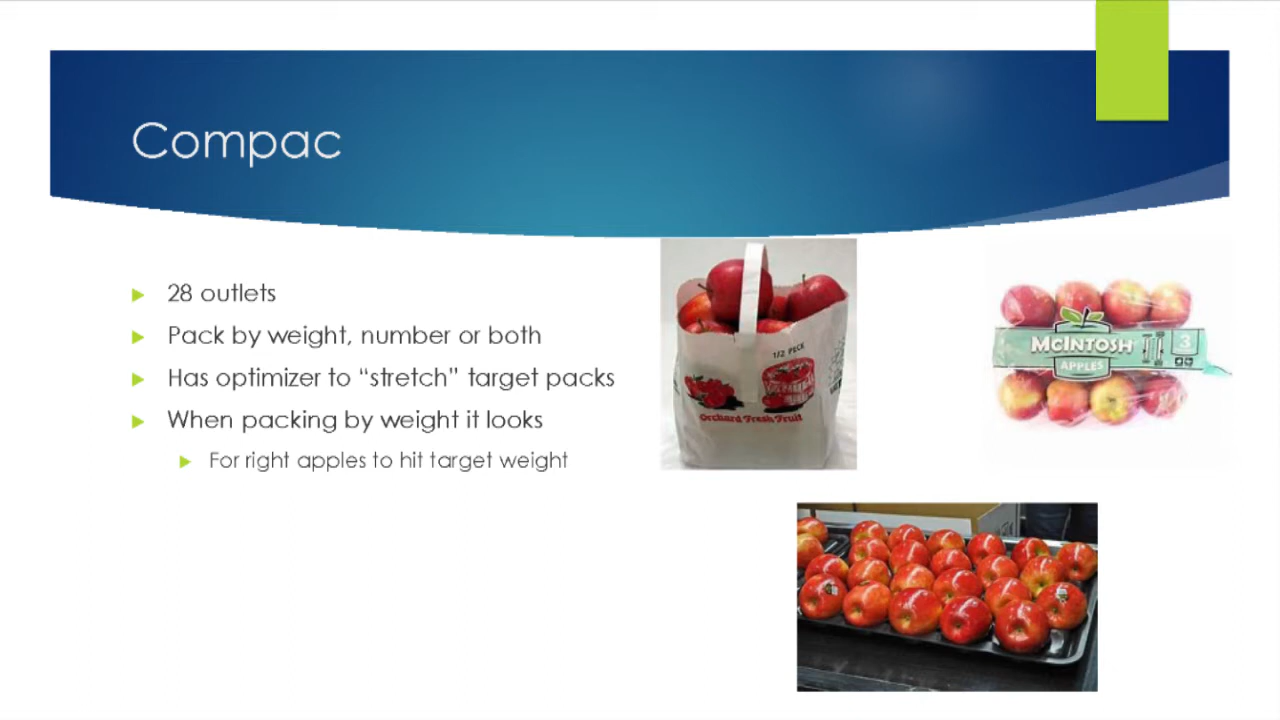 Compac
28 outlets
Pack by weight, number or both
Has optimizer to “stretch” target packs
When packing by weight it looks
For right apples to hit target weight
1/2 PECK
Orchard Fresh Fruit
McINTOSH
APPLES
3